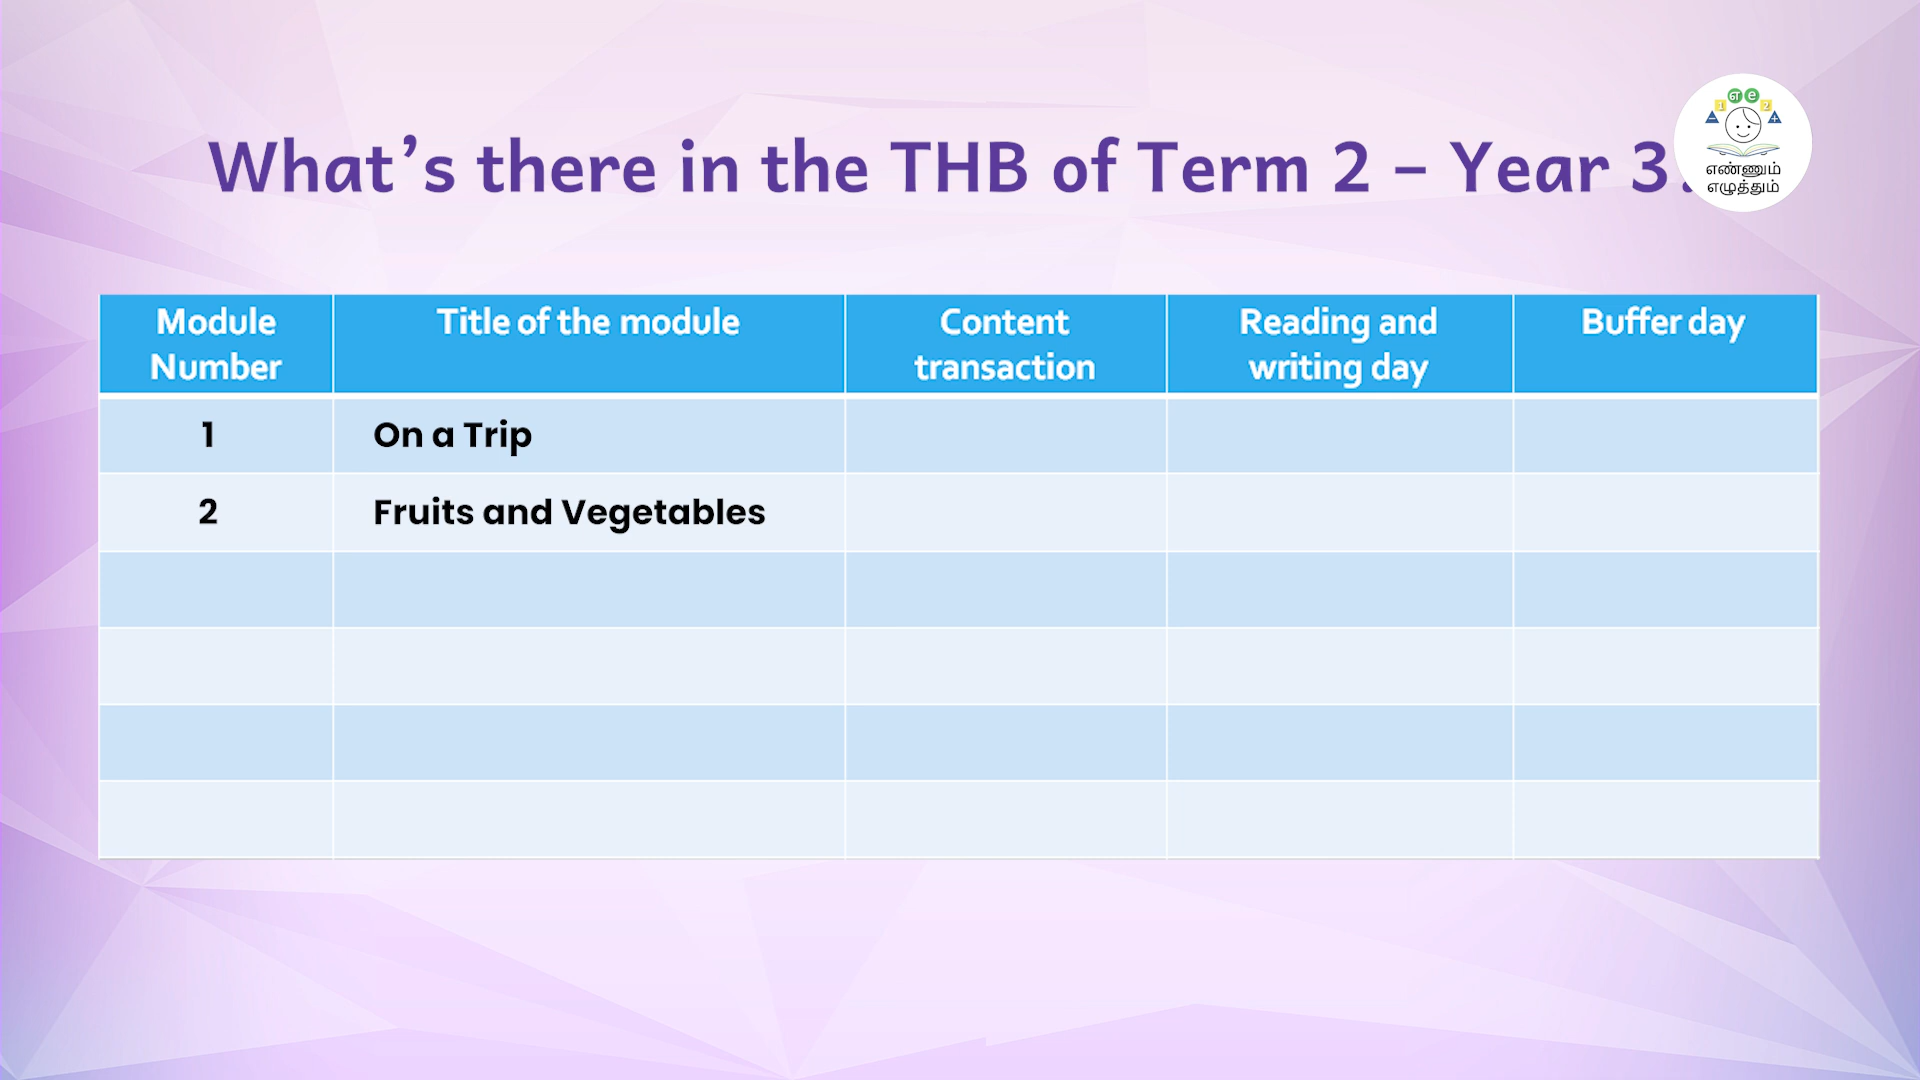 What's there in the THB of Term 2 – Year 3
எண்ணும்
எழுத்தும்
Module Number
Title of the module
Content transaction
Reading and writing day
Buffer day
1
On a Trip
2
Fruits and Vegetables